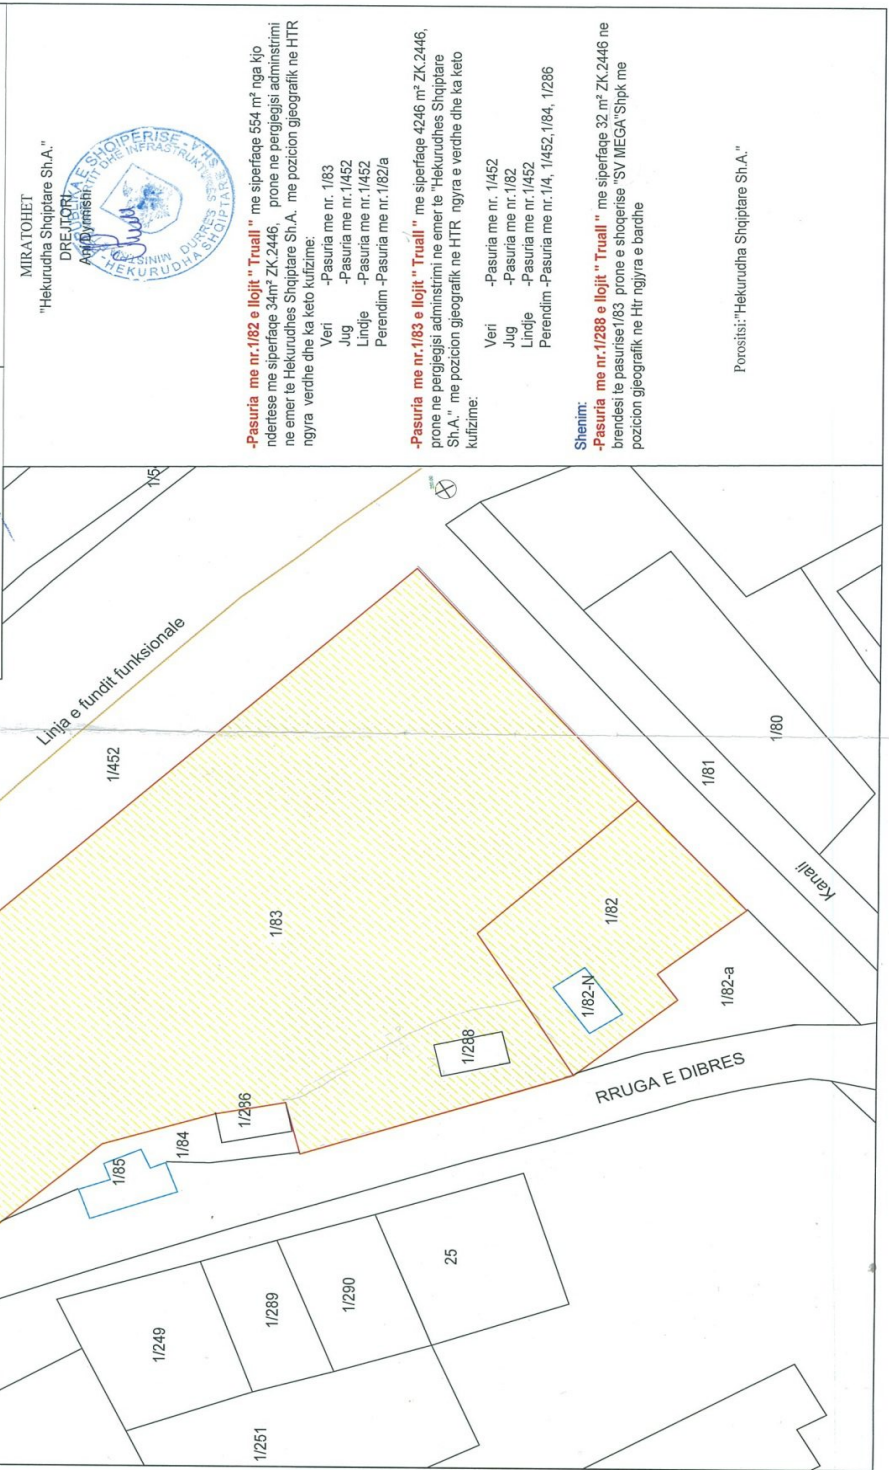 MIRATOHET
"Hekurudha Shqiptare Sh.A."
DREJTORI
Ani Dyrmishi
REPUBLIKA E SHQIPERISE
HEKURUDHA SHQIPTARE SH.A.
DURRES
-Pasuria me nr.1/82 e llojit " Truall " me siperfaqe 554 m² nga kjo
ndertese me siperfaqe 34m² ZK.2446, prone ne pergjegjsi adminstrimi
ne emer te Hekurudhes Shqiptare Sh.A. me pozicion gjeografik ne HTR
ngyra verdhe dhe ka keto kufizime:
Veri -Pasuria me nr. 1/83
Jug -Pasuria me nr.1/452
Lindje -Pasuria me nr.1/452
Perendim -Pasuria me nr.1/82/a
-Pasuria me nr.1/83 e llojit " Truall " me siperfaqe 4246 m² ZK.2446,
prone ne pergjegjsi adminstrimi ne emer te "Hekurudhes Shqiptare
Sh.A." me pozicion gjeografik ne HTR ngyra e verdhe dhe ka keto
kufizime:
Veri -Pasuria me nr. 1/452
Jug -Pasuria me nr.1/82
Lindje -Pasuria me nr.1/452
Perendim -Pasuria me nr.1/4, 1/452,1/84, 1/286
Shenim:
-Pasuria me nr.1/288 e llojit " Truall " me siperfaqe 32 m² ZK.2446 ne
brendesi te pasurise1/83 prone e shoqerise "SV MEGA"Shpk me
pozicion gjeografik ne Htr ngjyra e bardhe
Porositsi:"Hekurudha Shqiptare Sh.A."
Linja e fundit funksionale
1/5
1/452
1/83
1/80
1/81
Kanali
1/82
1/82-N
1/82-a
1/288
RRUGA E DIBRES
1/286
1/84
1/85
25
1/290
1/289
1/249
1/251